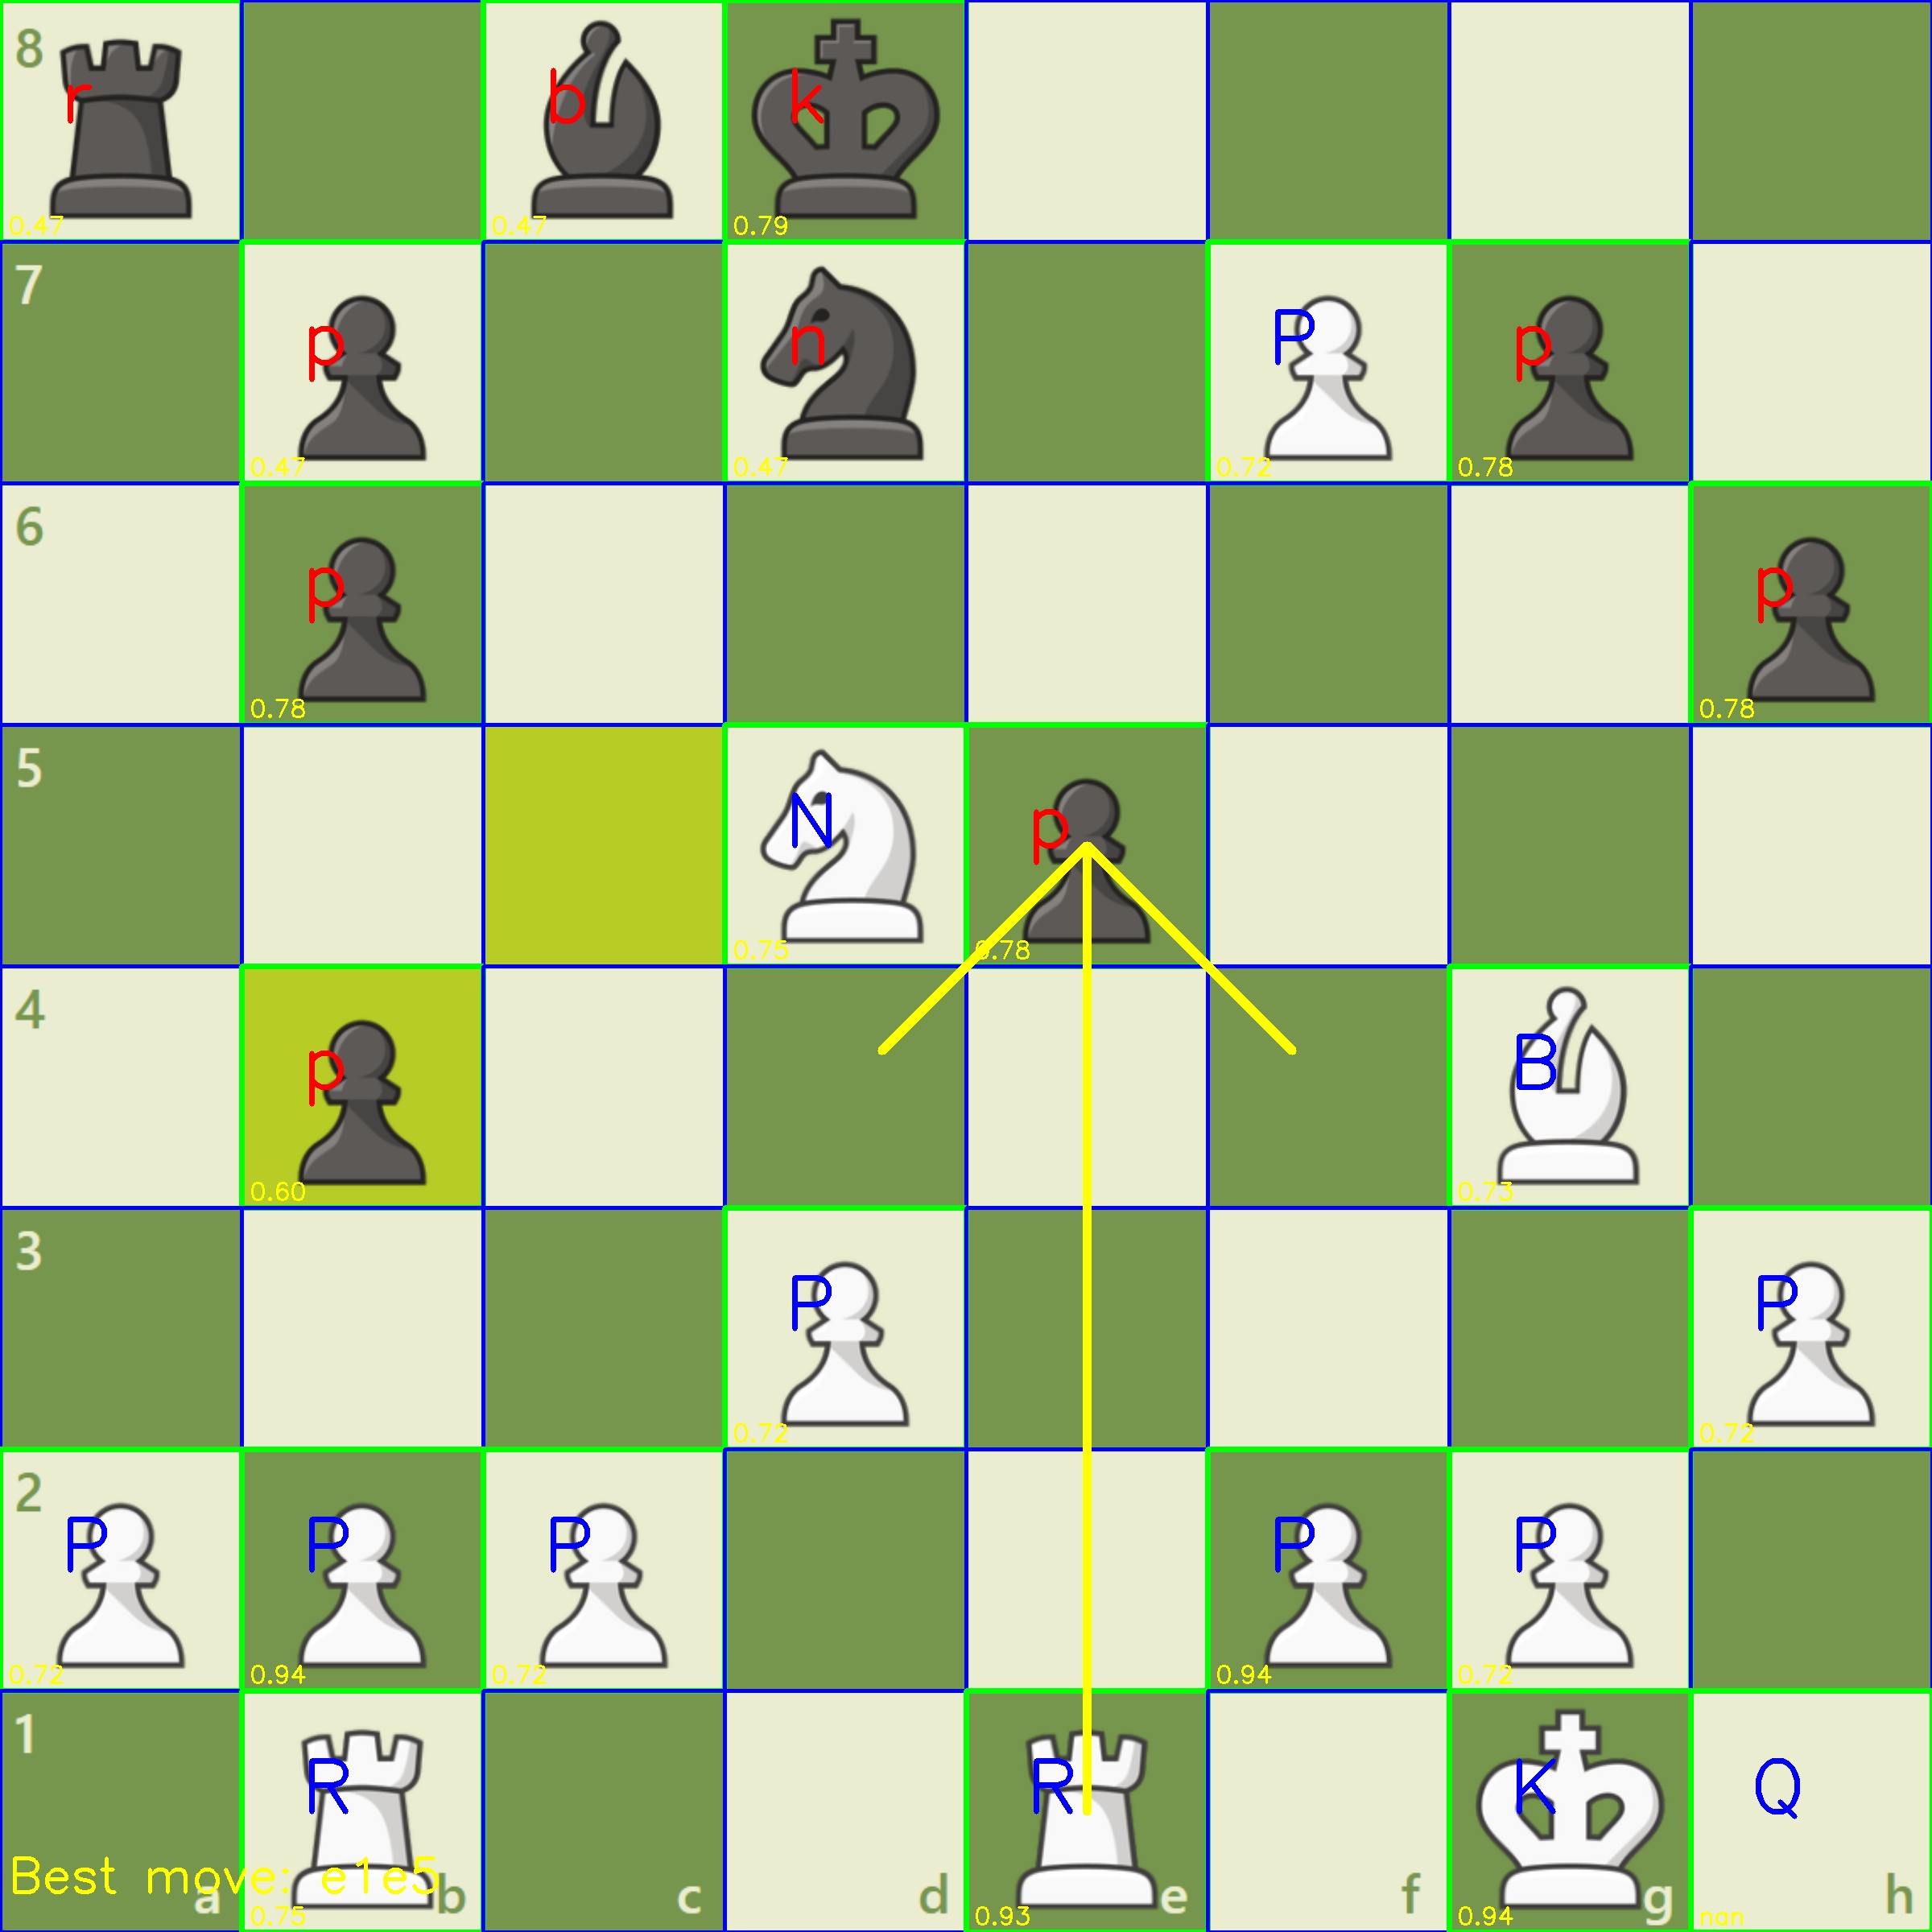 8 r b k
0.47 0.47 0.79
7 p n P p
0.47 0.47 0.72 0.78
6 p p
0.78 0.78
5 N p
0.75 0.78
4 p B
0.60 0.73
3 P P
0.72 0.72
2 P P P P P
0.72 0.94 0.72 0.94 0.72
1 R R K Q
Best move: e1e5
a b c d e f g h
0.75 0.93 0.94 nan